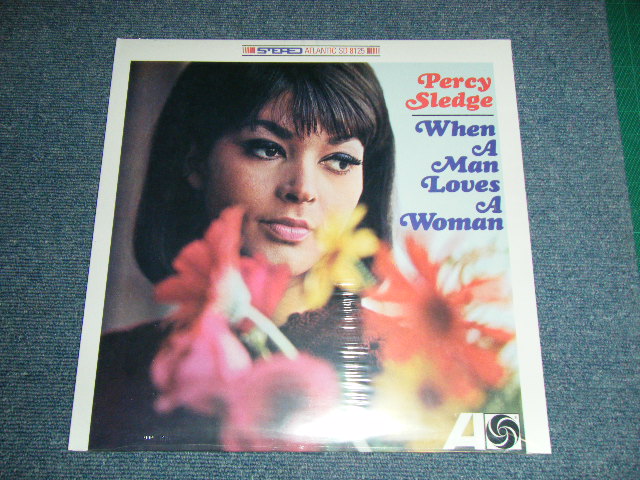 STEREO ATLANTIC SD 8125
Percy
Sledge
When
A
Man
Loves
A
Woman
A